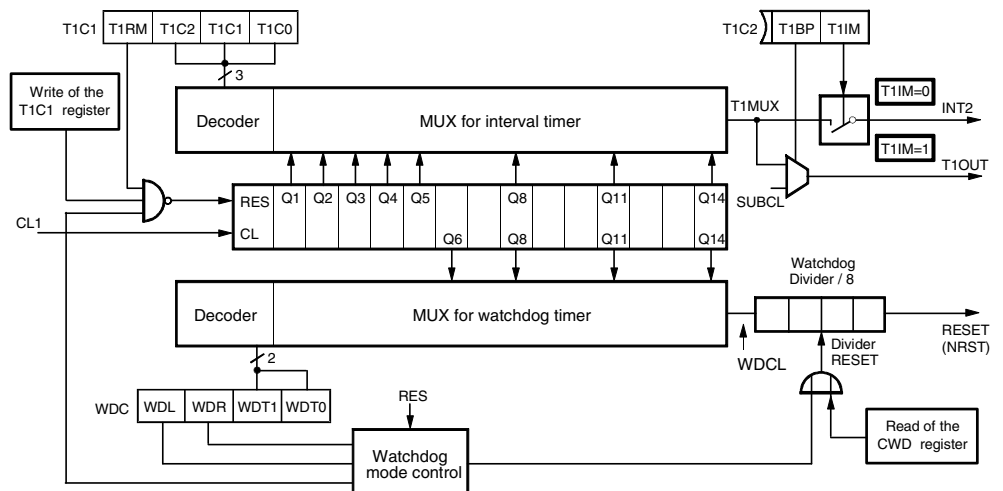 T1C1 T1RM T1C2 T1C1 T1C0
T1C2 T1BP T1IM
3
Write of the
T1C1 register
Decoder
MUX for interval timer
T1MUX
T1IM=0
INT2
T1IM=1
T1OUT
SUBCL
RES Q1 Q2 Q3 Q4 Q5 Q8 Q11 Q14
CL1
CL Q6 Q8 Q11 Q14
Watchdog
Divider / 8
Decoder
MUX for watchdog timer
RESET
(NRST)
Divider
RESET
WDCL
2
WDC WDL WDR WDT1 WDT0
RES
Read of the
CWD register
Watchdog
mode control